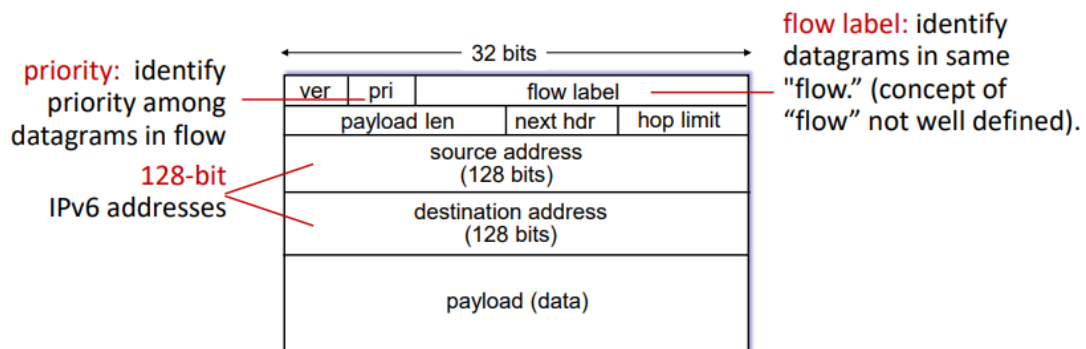 32 bits
flow label: identify
datagrams in same
"flow." (concept of
“flow” not well defined).
priority: identify
priority among
datagrams in flow
128-bit
IPv6 addresses
ver pri flow label
payload len next hdr hop limit
source address
(128 bits)
destination address
(128 bits)
payload (data)